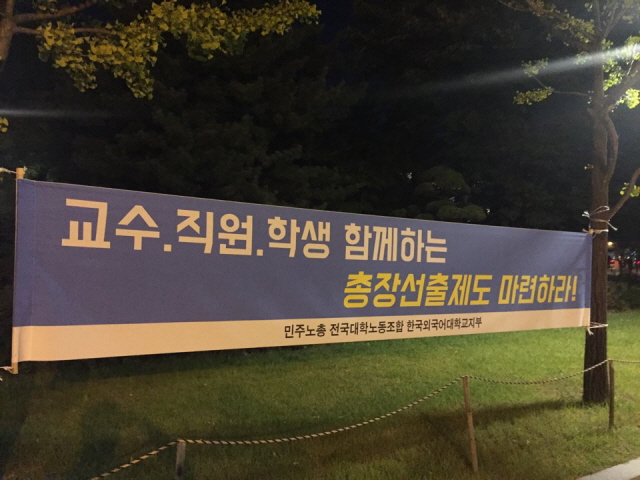 교수.직원.학생 함께하는
총장선출제도 마련하라!
민주노총 전국대학노동조합 한국외국어대학교지부